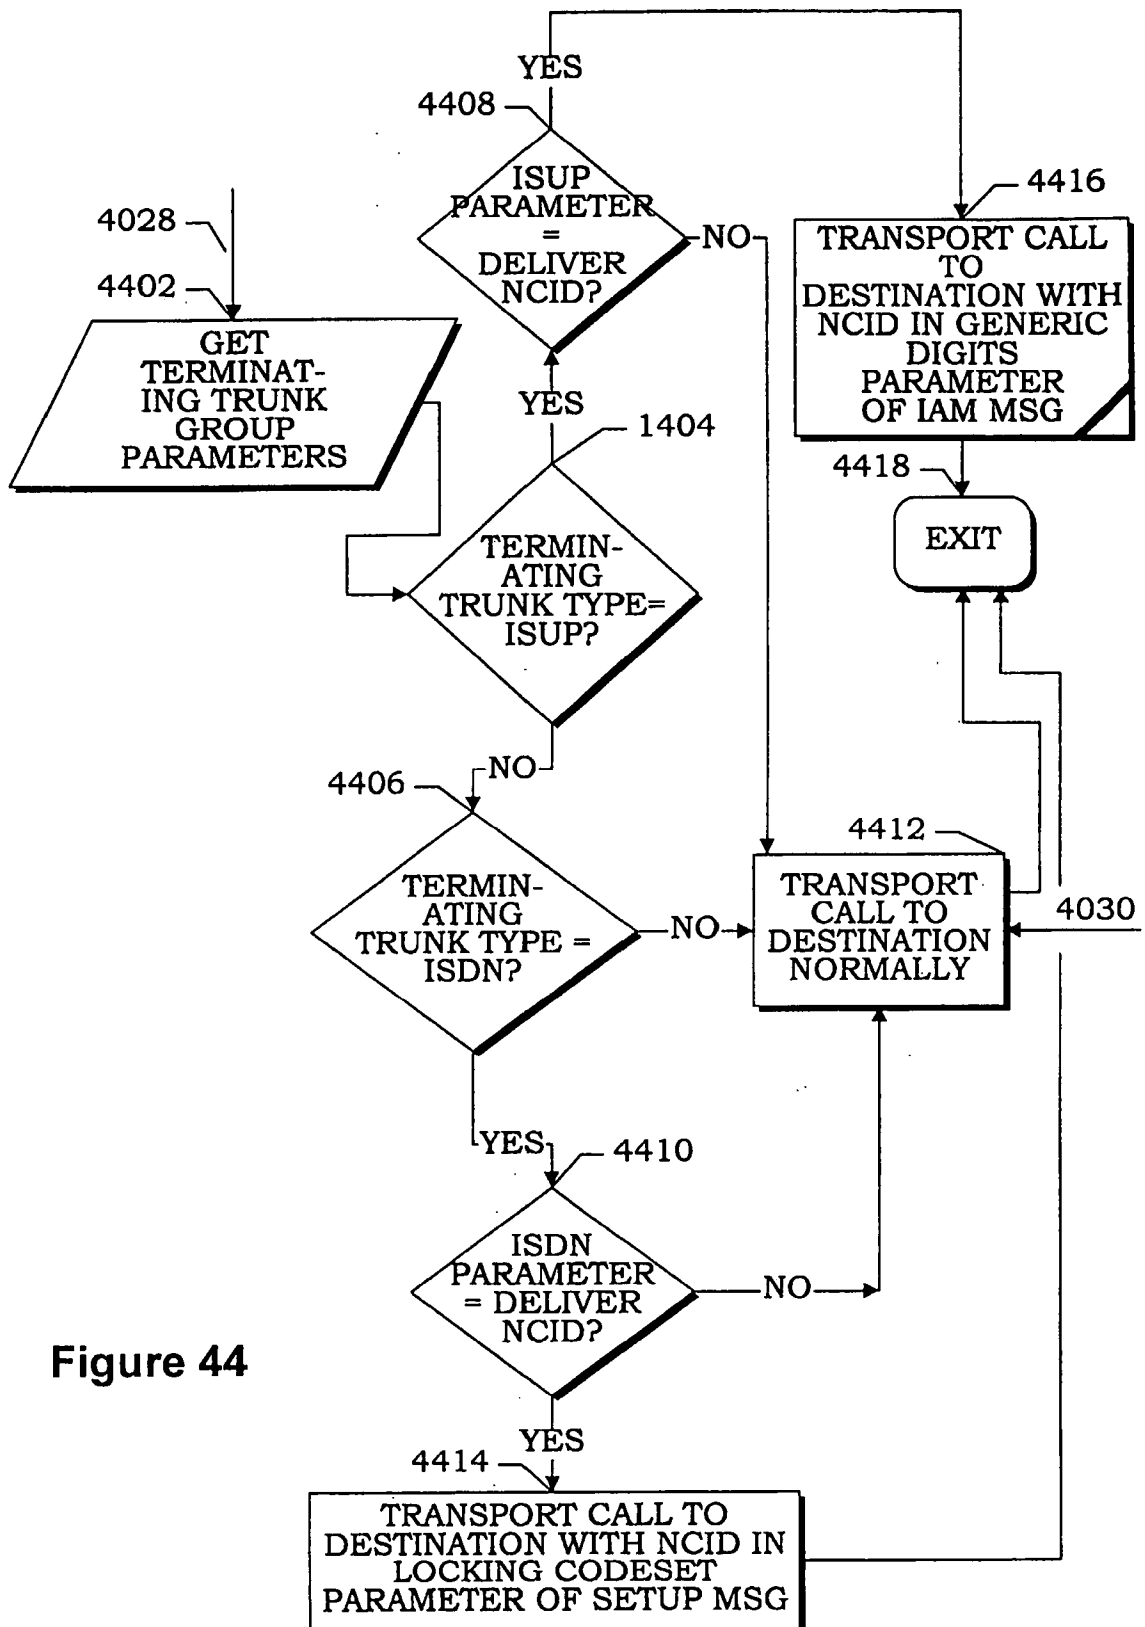 YES
4408
ISUP
PARAMETER
=
DELIVER
NCID?
NO
4416
TRANSPORT CALL
TO
DESTINATION WITH
NCID IN GENERIC
DIGITS
PARAMETER
OF IAM MSG
4028
4402
GET
TERMINAT-
ING TRUNK
GROUP
PARAMETERS
YES
1404
TERMIN-
ATING
TRUNK TYPE=
ISUP?
4418
EXIT
NO
4406
TERMIN-
ATING
TRUNK TYPE =
ISDN?
NO
4412
TRANSPORT
CALL TO
DESTINATION
NORMALLY
4030
YES
4410
ISDN
PARAMETER
= DELIVER
NCID?
NO
Figure 44
YES
4414
TRANSPORT CALL TO
DESTINATION WITH NCID IN
LOCKING CODESET
PARAMETER OF SETUP MSG